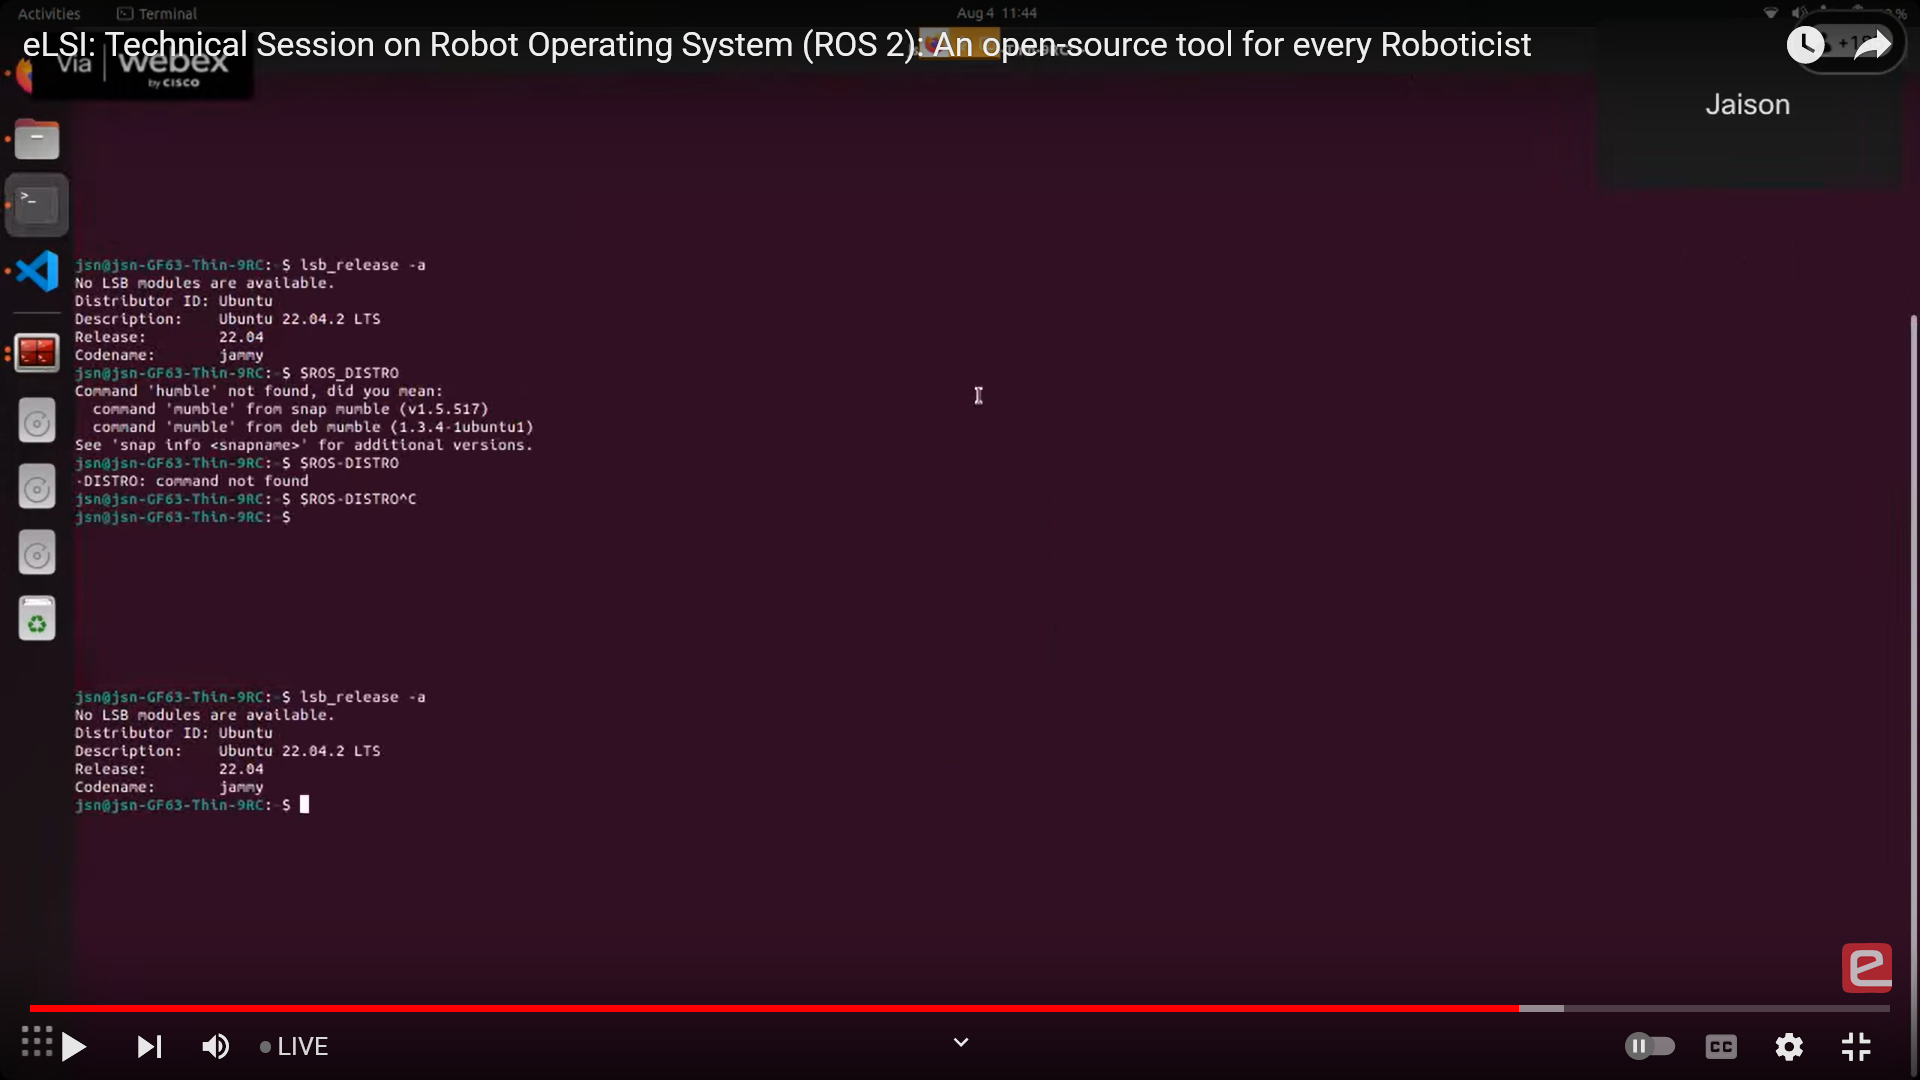 Activities
Terminal
Aug 4 11:44
eLSI: Technical Session on Robot Operating System (ROS 2): An open-source tool for every Roboticist
Via
webex
by CISCO
Jaison
jsn@jsn-GF63-Thin-9RC: $ lsb_release -a
No LSB modules are available.
Distributor ID: Ubuntu
Description: Ubuntu 22.04.2 LTS
Release: 22.04
Codename: jammy
jsn@jsn-GF63-Thin-9RC: $ $ROS_DISTRO
Command 'humble' not found, did you mean:
command 'mumble' from snap mumble (v1.5.517)
command 'mumble' from deb mumble (1.3.4-1ubuntu1)
See 'snap info <snapname>' for additional versions.
jsn@jsn-GF63-Thin-9RC: $ $ROS-DISTRO
-DISTRO: command not found
jsn@jsn-GF63-Thin-9RC: $ $ROS-DISTRO^C
jsn@jsn-GF63-Thin-9RC: $
jsn@jsn-GF63-Thin-9RC: $ lsb_release -a
No LSB modules are available.
Distributor ID: Ubuntu
Description: Ubuntu 22.04.2 LTS
Release: 22.04
Codename: jammy
jsn@jsn-GF63-Thin-9RC: $
e
LIVE
CC